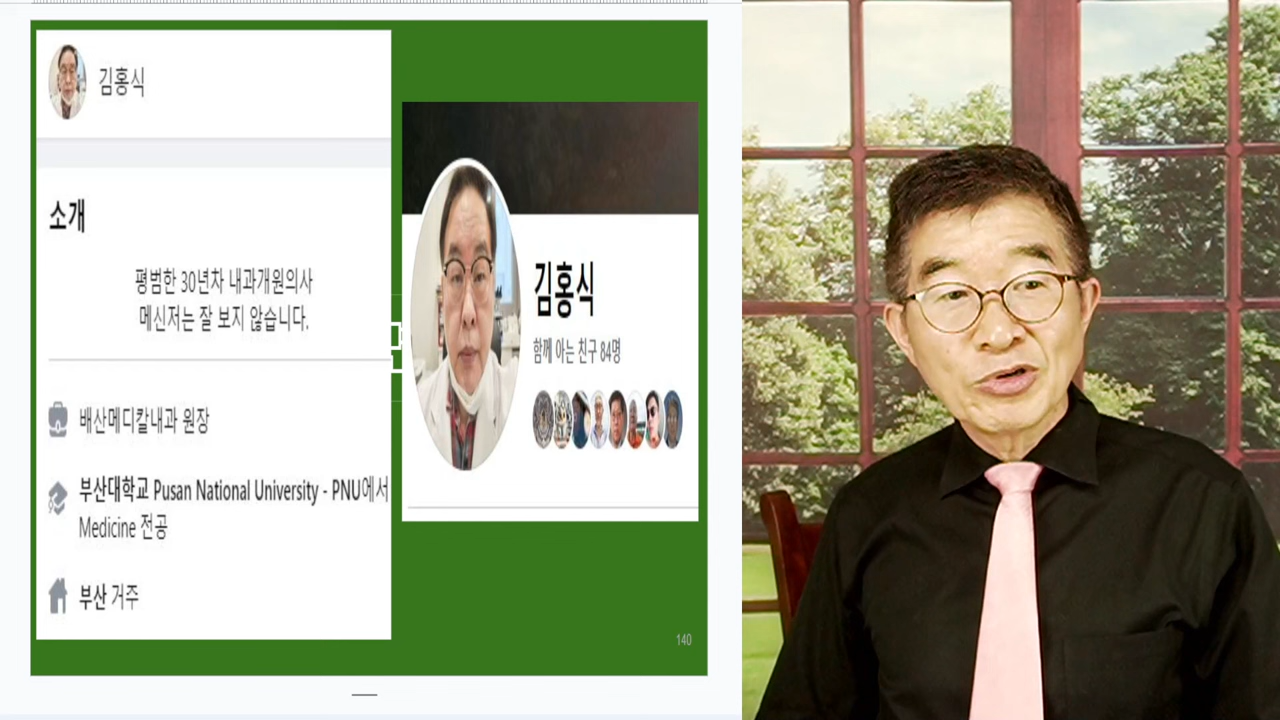 김홍식
소개
평범한 30년차 내과개원의사
메신저는 잘 보지 않습니다.
배산메디칼내과 원장
부산대학교 Pusan National University - PNU에서
Medicine 전공
부산 거주
김홍식
함께 아는 친구 84명
140